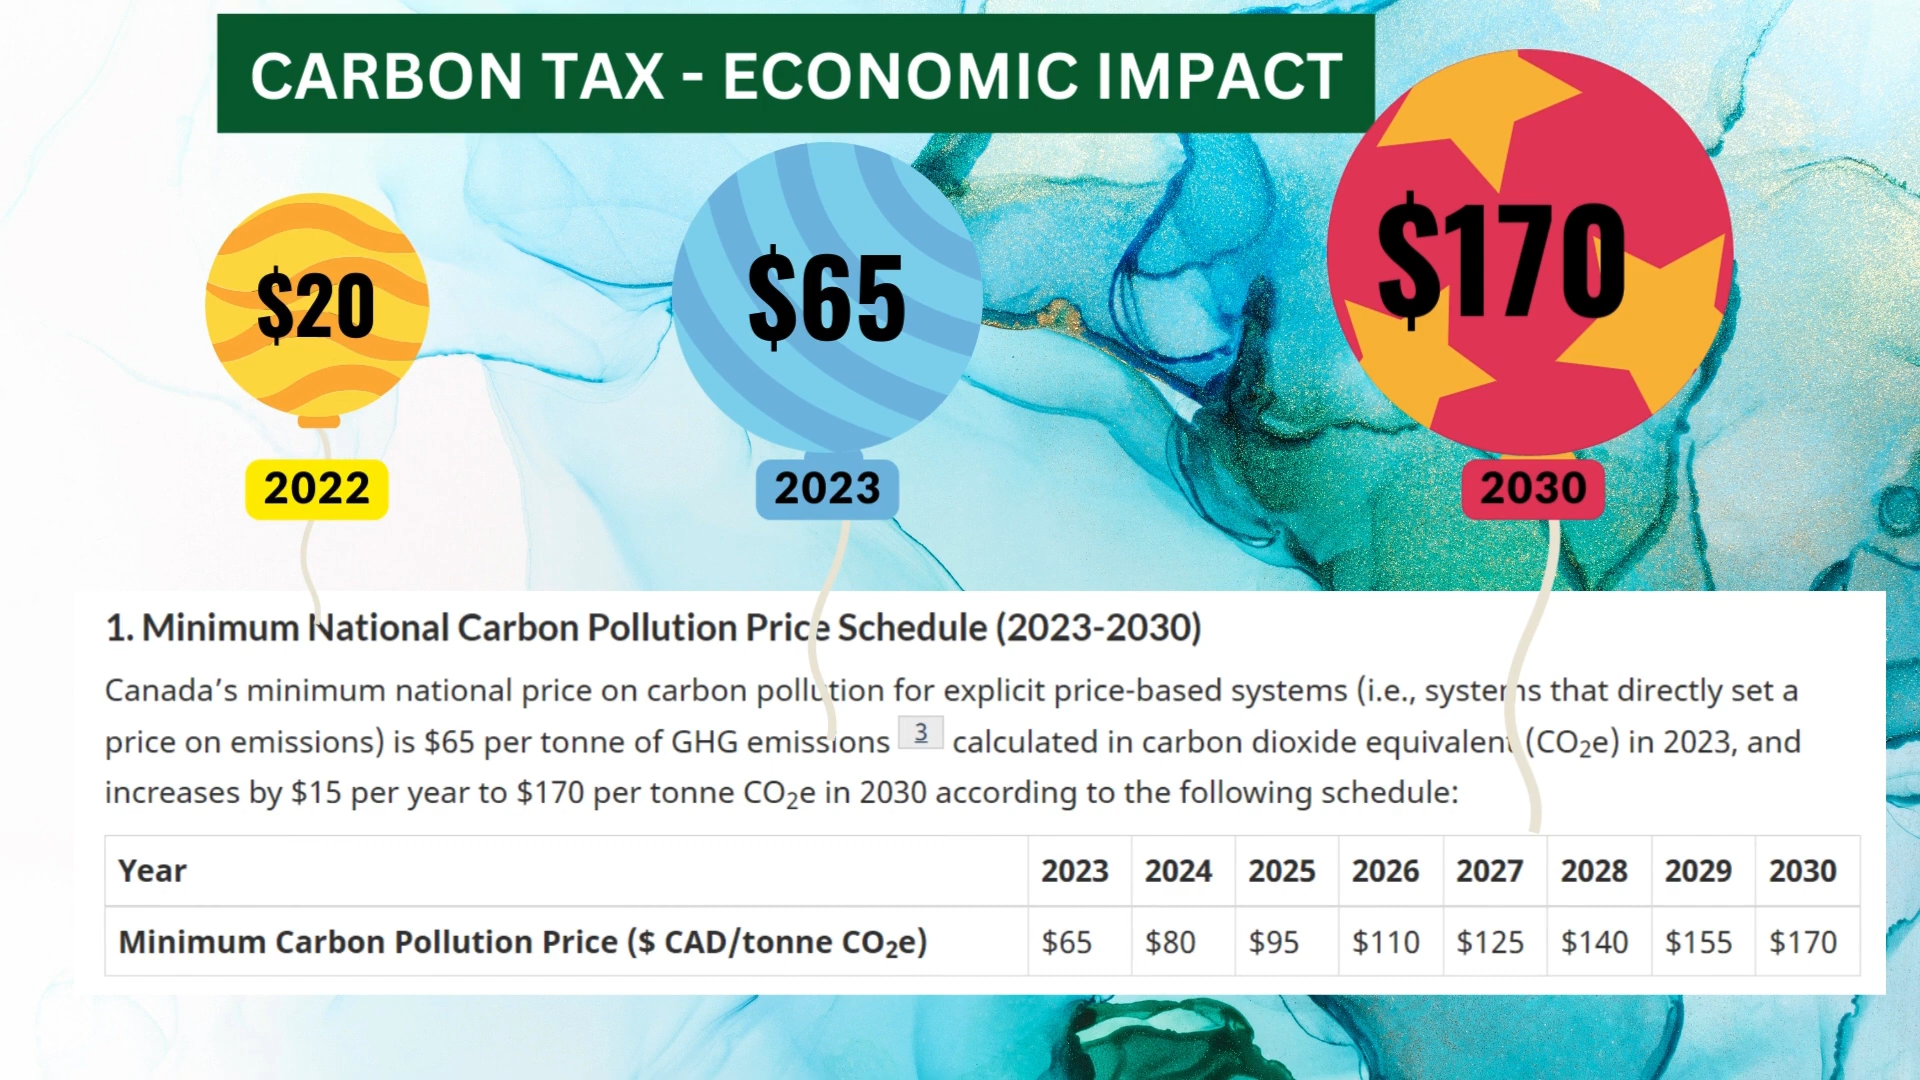 CARBON TAX - ECONOMIC IMPACT
$20
$65
$170
2022
2023
2030
1. Minimum National Carbon Pollution Price Schedule (2023-2030)
Canada’s minimum national price on carbon pollution for explicit price-based systems (i.e., systems that directly set a
price on emissions) is $65 per tonne of GHG emissions 3 calculated in carbon dioxide equivalent (CO₂e) in 2023, and
increases by $15 per year to $170 per tonne CO₂e in 2030 according to the following schedule:
Year 2023 2024 2025 2026 2027 2028 2029 2030
Minimum Carbon Pollution Price ($ CAD/tonne CO₂e) $65 $80 $95 $110 $125 $140 $155 $170